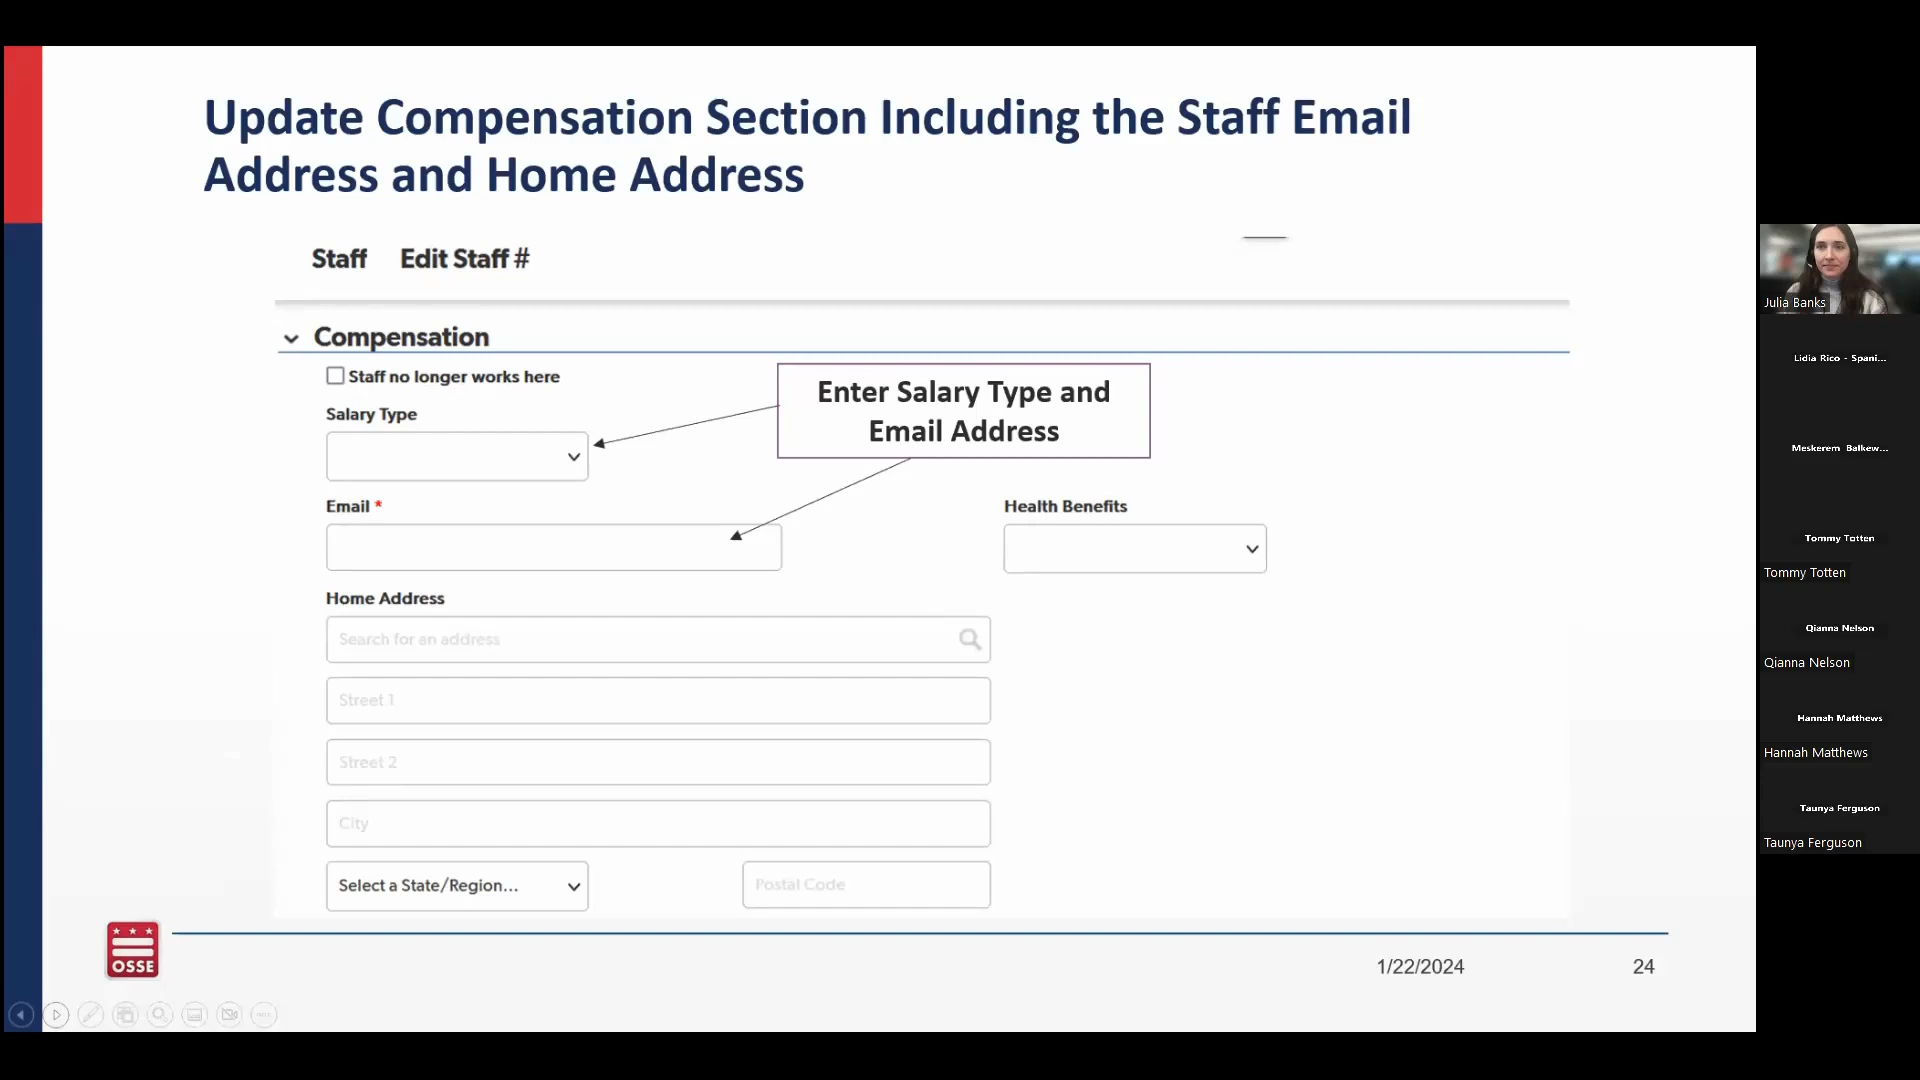 Update Compensation Section Including the Staff Email
Address and Home Address
Staff Edit Staff #
Compensation
Staff no longer works here
Salary Type
Enter Salary Type and
Email Address
Email *
Health Benefits
Home Address
Search for an address
Street 1
Street 2
City
Select a State/Region...
Postal Code
OSSE
1/22/2024
24
Julia Banks
Lidia Rico - Spani...
Meskerem Balkew...
Tommy Totten
Tommy Totten
Qianna Nelson
Qianna Nelson
Hannah Matthews
Hannah Matthews
Taunya Ferguson
Taunya Ferguson